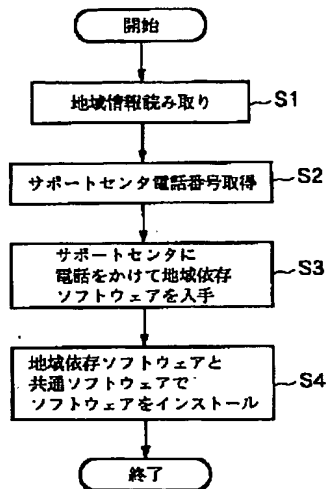 開始
地域情報読み取り
S1
サポートセンタ電話番号取得
S2
サポートセンタに
電話をかけて地域依存
ソフトウェアを入手
S3
地域依存ソフトウェアと
共通ソフトウェアで
ソフトウェアをインストール
S4
終了